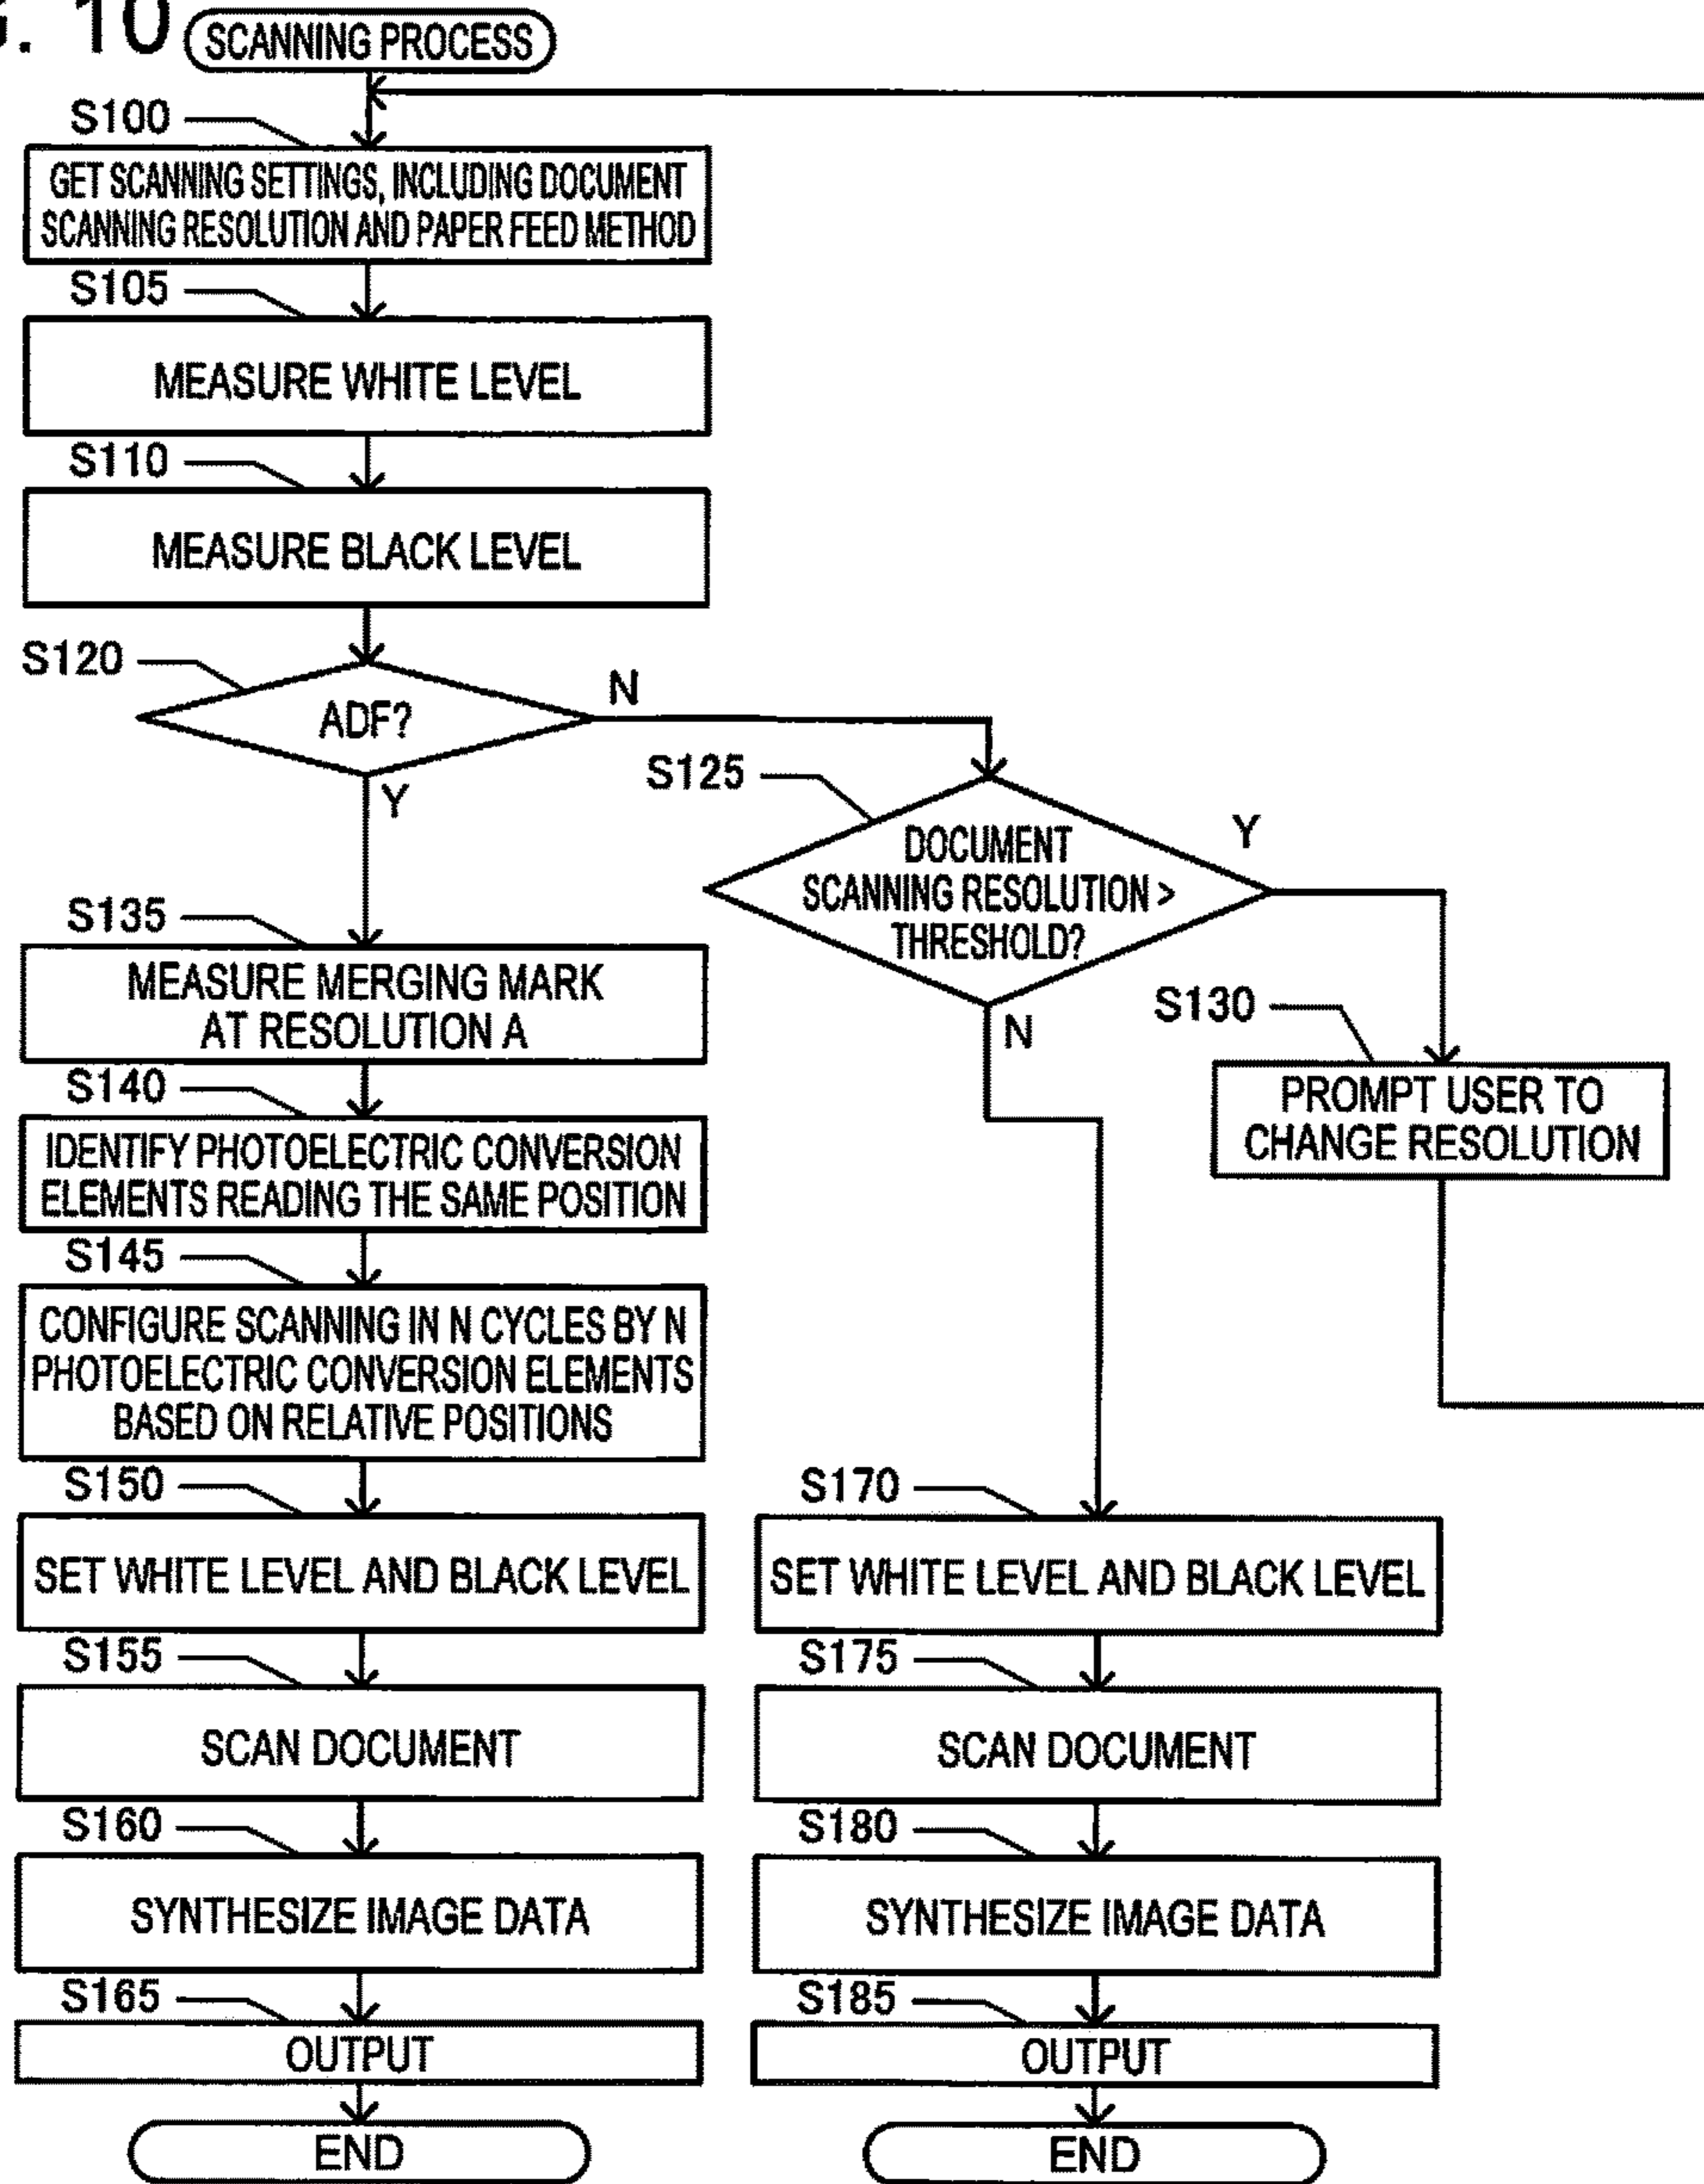 G. 10
SCANNING PROCESS
S100
GET SCANNING SETTINGS, INCLUDING DOCUMENT
SCANNING RESOLUTION AND PAPER FEED METHOD
S105
MEASURE WHITE LEVEL
S110
MEASURE BLACK LEVEL
S120
ADF?
N
Y
S125
DOCUMENT
SCANNING RESOLUTION >
THRESHOLD?
Y
N
S130
PROMPT USER TO
CHANGE RESOLUTION
S135
MEASURE MERGING MARK
AT RESOLUTION A
S140
IDENTIFY PHOTOELECTRIC CONVERSION
ELEMENTS READING THE SAME POSITION
S145
CONFIGURE SCANNING IN N CYCLES BY N
PHOTOELECTRIC CONVERSION ELEMENTS
BASED ON RELATIVE POSITIONS
S150
SET WHITE LEVEL AND BLACK LEVEL
S155
SCAN DOCUMENT
S160
SYNTHESIZE IMAGE DATA
S165
OUTPUT
END
S170
SET WHITE LEVEL AND BLACK LEVEL
S175
SCAN DOCUMENT
S180
SYNTHESIZE IMAGE DATA
S185
OUTPUT
END